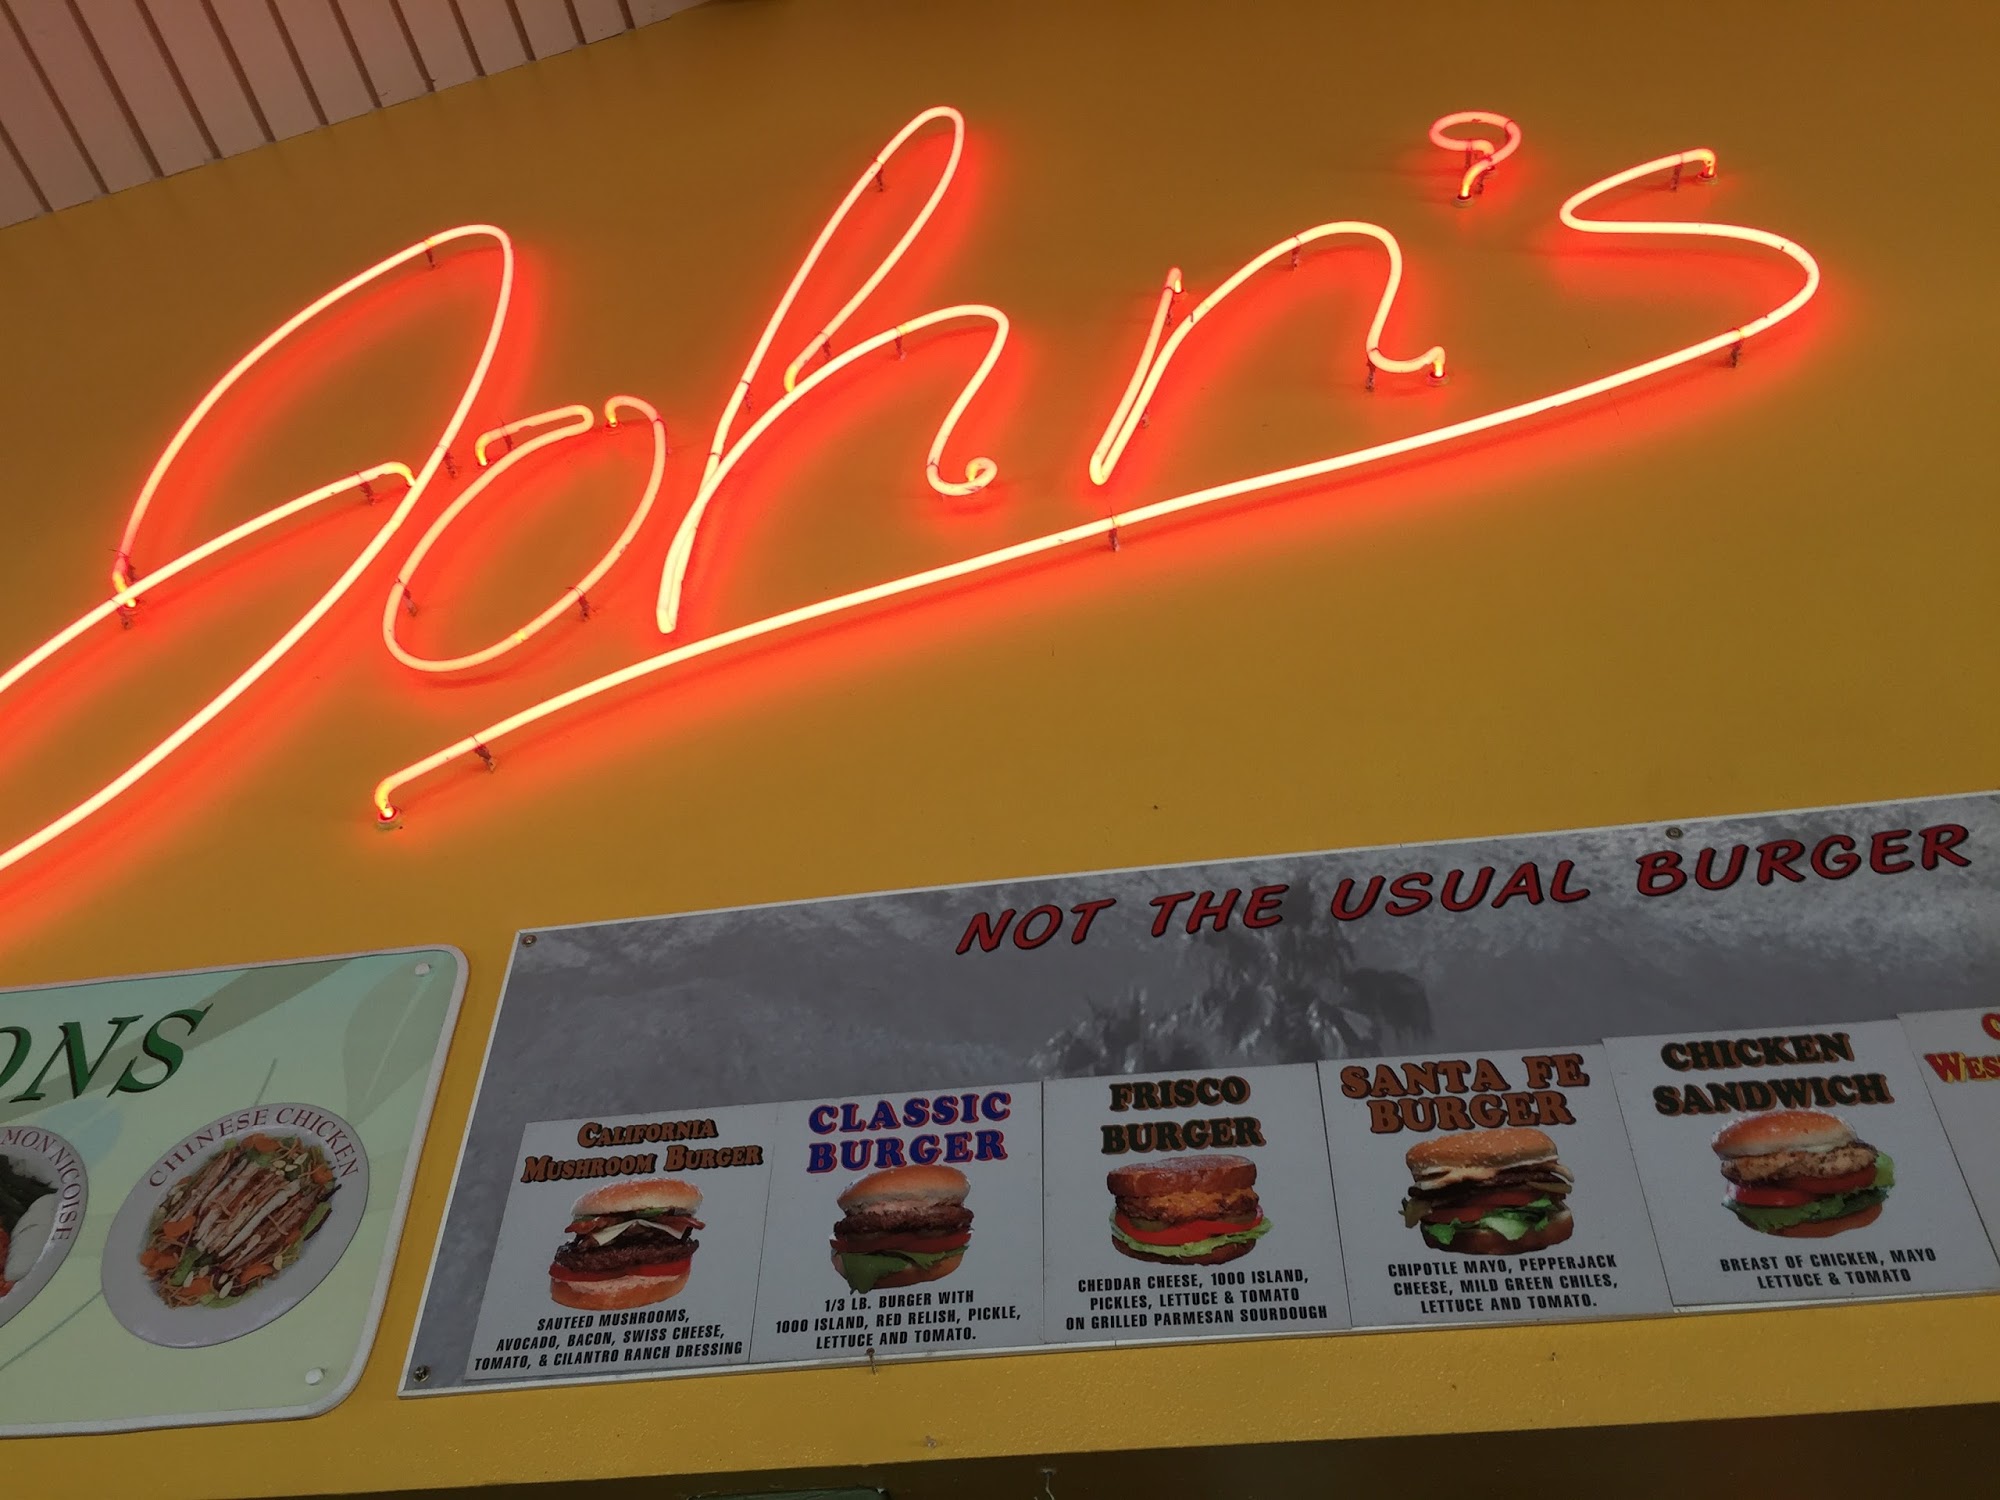 John's
NOT THE USUAL BURGER
CHINESE CHICKEN
NICOISE
CALIFORNIA
MUSHROOM BURGER
SAUTEED MUSHROOMS,
AVOCADO, BACON, SWISS CHEESE,
TOMATO, & CILANTRO RANCH DRESSING
CLASSIC
BURGER
1/3 LB. BURGER WITH
1000 ISLAND, RED RELISH, PICKLE,
LETTUCE AND TOMATO.
FRISCO
BURGER
CHEDDAR CHEESE, 1000 ISLAND,
PICKLES, LETTUCE & TOMATO
ON GRILLED PARMESAN SOURDOUGH
SANTA FE
BURGER
CHIPOTLE MAYO, PEPPERJACK
CHEESE, MILD GREEN CHILES,
LETTUCE AND TOMATO.
CHICKEN
SANDWICH
BREAST OF CHICKEN, MAYO
LETTUCE & TOMATO